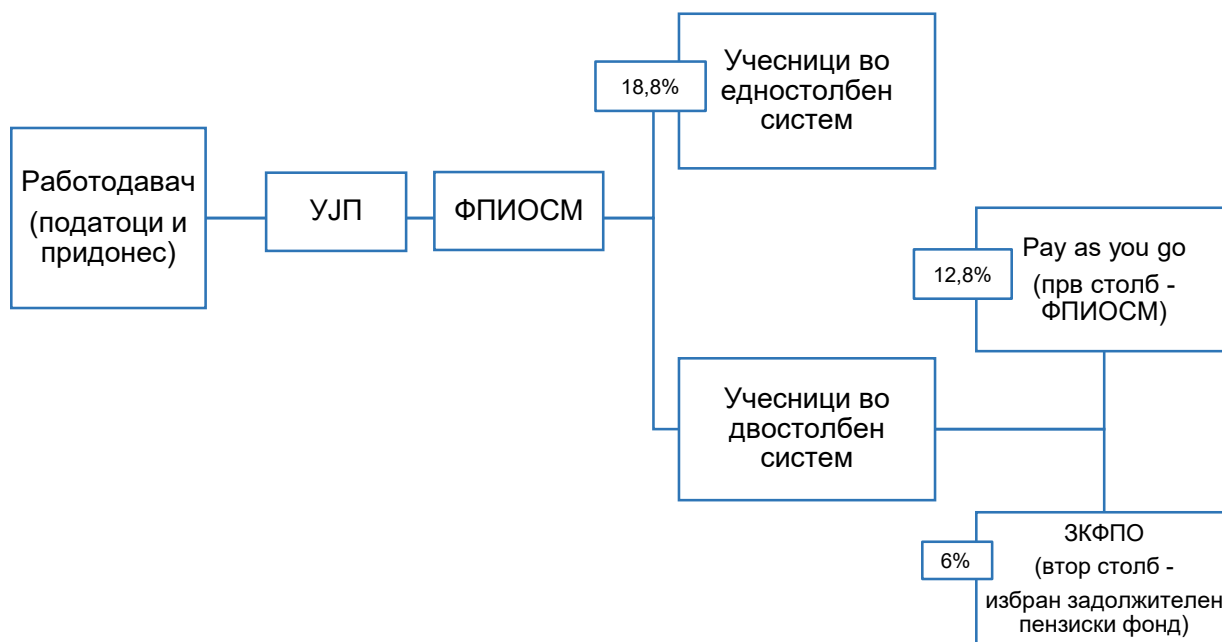 Работодавач
(податоци и
придонес)
УЈП
ФПИОСМ
18,8%
Учесници во
едностолбен
систем
Учесници во
двостолбен
систем
12,8%
Pay as you go
(прв столб -
ФПИОСМ)
6%
ЗКФПО
(втор столб -
избран задолжителен
пензиски фонд)